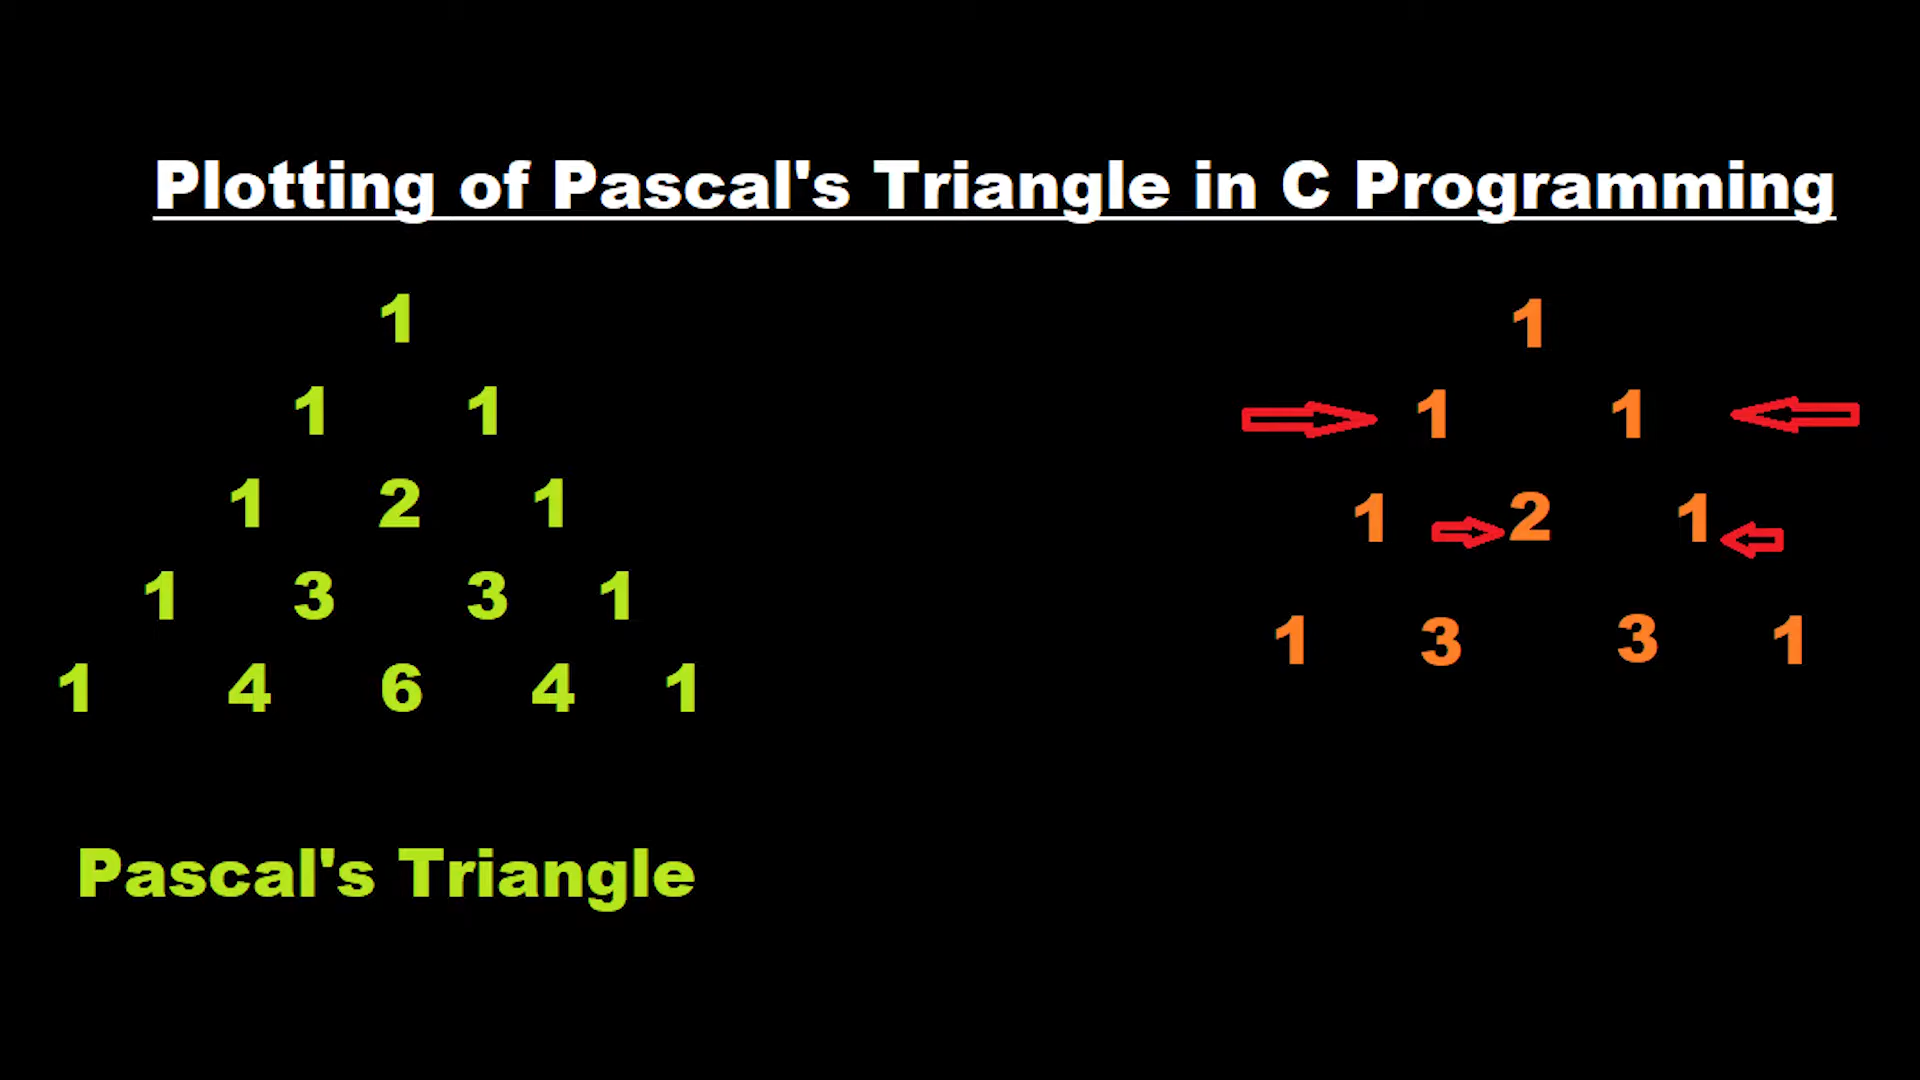 Plotting of Pascal's Triangle in C Programming
1
1 1
1 2 1
1 3 3 1
1 4 6 4 1
Pascal's Triangle
1
1 1
1 2 1
1 3 3 1